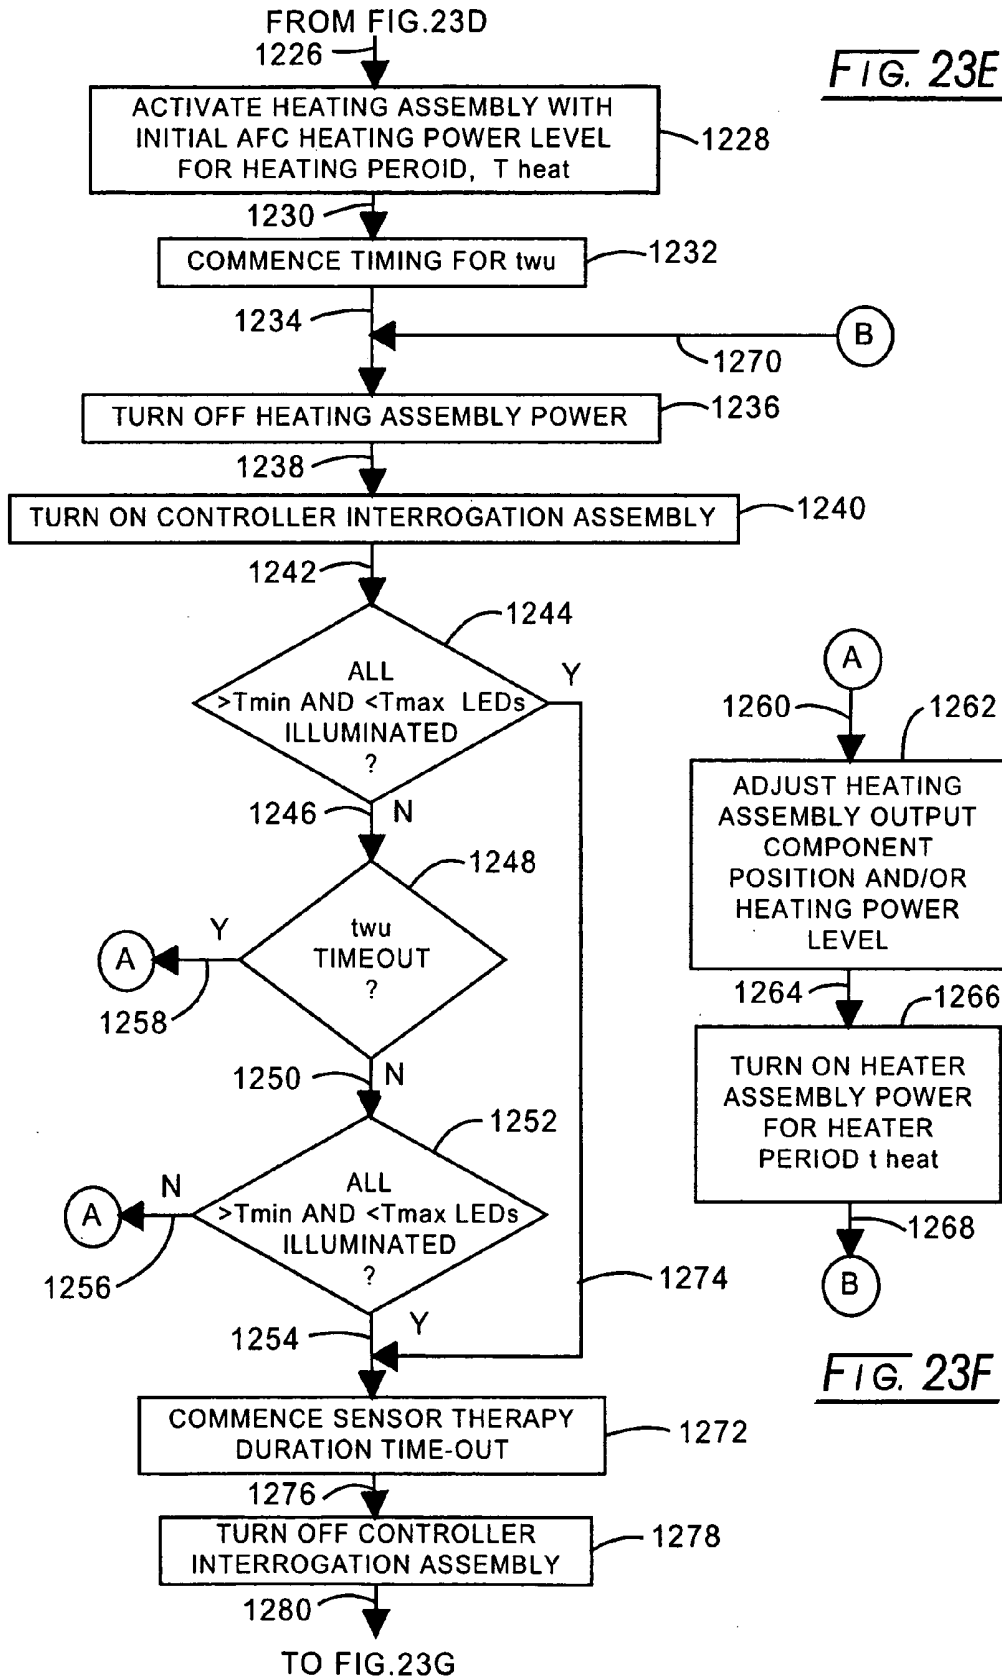 FROM FIG.23D
1226
FIG. 23E
ACTIVATE HEATING ASSEMBLY WITH
INITIAL AFC HEATING POWER LEVEL
FOR HEATING PEROID, T heat
1228
1230
COMMENCE TIMING FOR twu
1232
1234
B
1270
TURN OFF HEATING ASSEMBLY POWER
1236
1238
TURN ON CONTROLLER INTERROGATION ASSEMBLY
1240
1242
1244
ALL
>Tmin AND <Tmax LEDs
ILLUMINATED
?
Y
1246
N
1248
twu
TIMEOUT
?
Y
A
1258
1250
N
1252
ALL
>Tmin AND <Tmax LEDs
ILLUMINATED
?
N
A
1256
1274
1254
Y
COMMENCE SENSOR THERAPY
DURATION TIME-OUT
1272
1276
TURN OFF CONTROLLER
INTERROGATION ASSEMBLY
1278
1280
TO FIG.23G
A
1260
1262
ADJUST HEATING
ASSEMBLY OUTPUT
COMPONENT
POSITION AND/OR
HEATING POWER
LEVEL
1264
1266
TURN ON HEATER
ASSEMBLY POWER
FOR HEATER
PERIOD t heat
1268
B
FIG. 23F